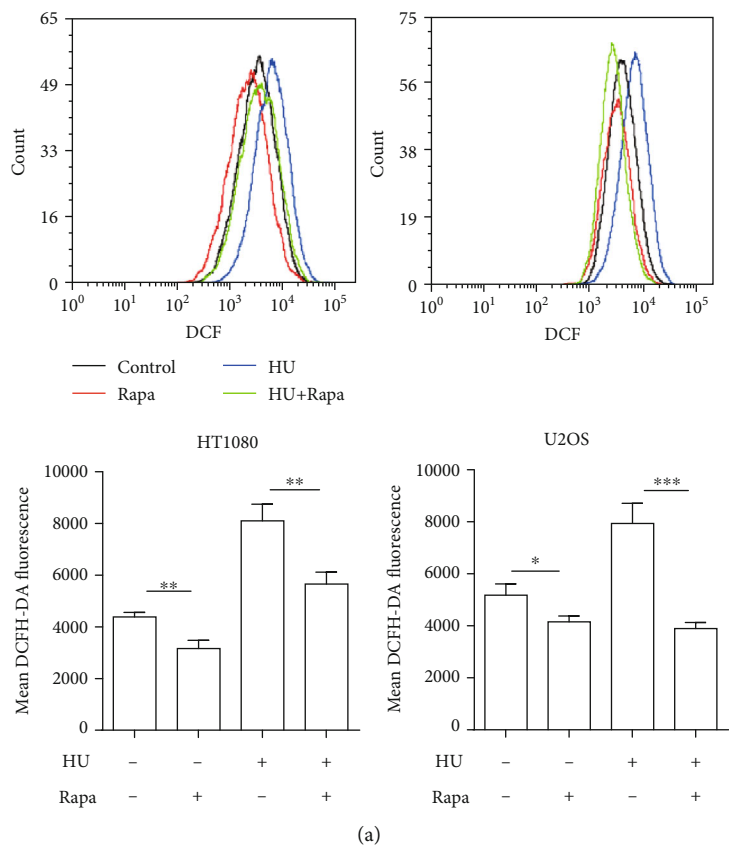 65
49
33
16
0
Count
10^0 10^1 10^2 10^3 10^4 10^5
DCF
75
56
38
19
0
Count
10^0 10^1 10^2 10^3 10^4 10^5
DCF
Control HU
Rapa HU+Rapa
HT1080
10000
8000
6000
4000
2000
0
Mean DCFH-DA fluorescence
**
**
HU – – + +
Rapa – + – +
U2OS
10000
8000
6000
4000
2000
0
Mean DCFH-DA fluorescence
*
***
HU – – + +
Rapa – + – +
(a)